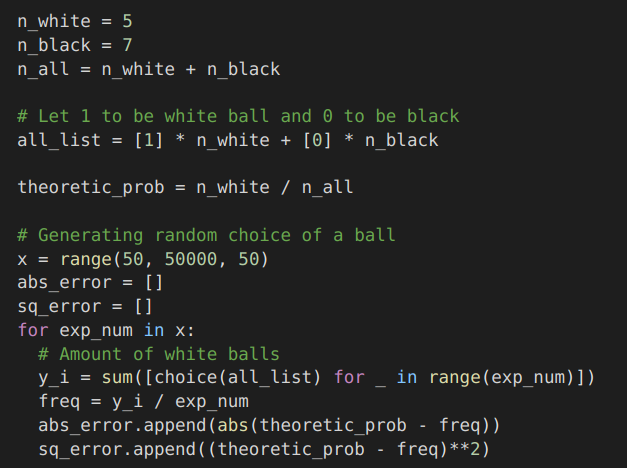 n_white = 5
n_black = 7
n_all = n_white + n_black
# Let 1 to be white ball and 0 to be black
all_list = [1] * n_white + [0] * n_black
theoretic_prob = n_white / n_all
# Generating random choice of a ball
x = range(50, 50000, 50)
abs_error = []
sq_error = []
for exp_num in x:
  # Amount of white balls
  y_i = sum([choice(all_list) for _ in range(exp_num)])
  freq = y_i / exp_num
  abs_error.append(abs(theoretic_prob - freq))
  sq_error.append((theoretic_prob - freq)**2)